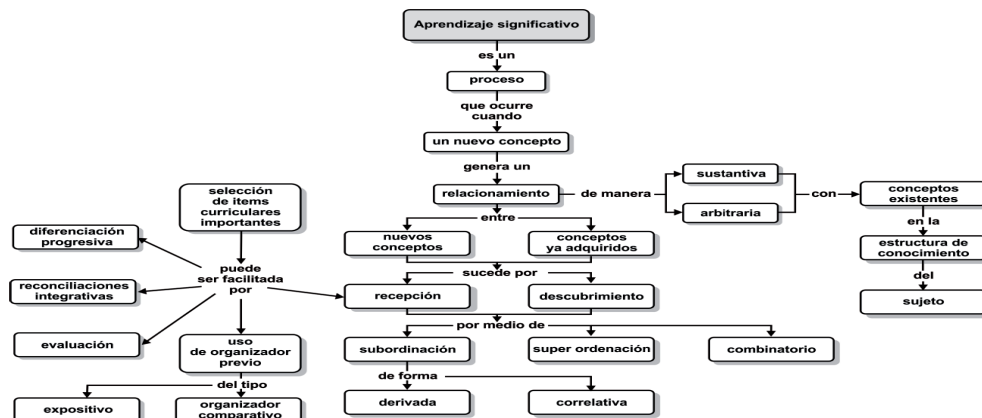 Aprendizaje significativo
es un
proceso
que ocurre
cuando
un nuevo concepto
genera un
relacionamiento
de manera
sustantiva
arbitraria
con
conceptos
existentes
en la
estructura de
conocimiento
del
sujeto
entre
nuevos
conceptos
conceptos
ya adquiridos
sucede por
recepción
descubrimiento
por medio de
subordinación
super ordenación
combinatorio
de forma
derivada
correlativa
selección
de items
curriculares
importantes
puede
ser facilitada
por
diferenciación
progresiva
reconciliaciones
integrativas
evaluación
uso
de organizador
previo
del tipo
expositivo
organizador
comparativo